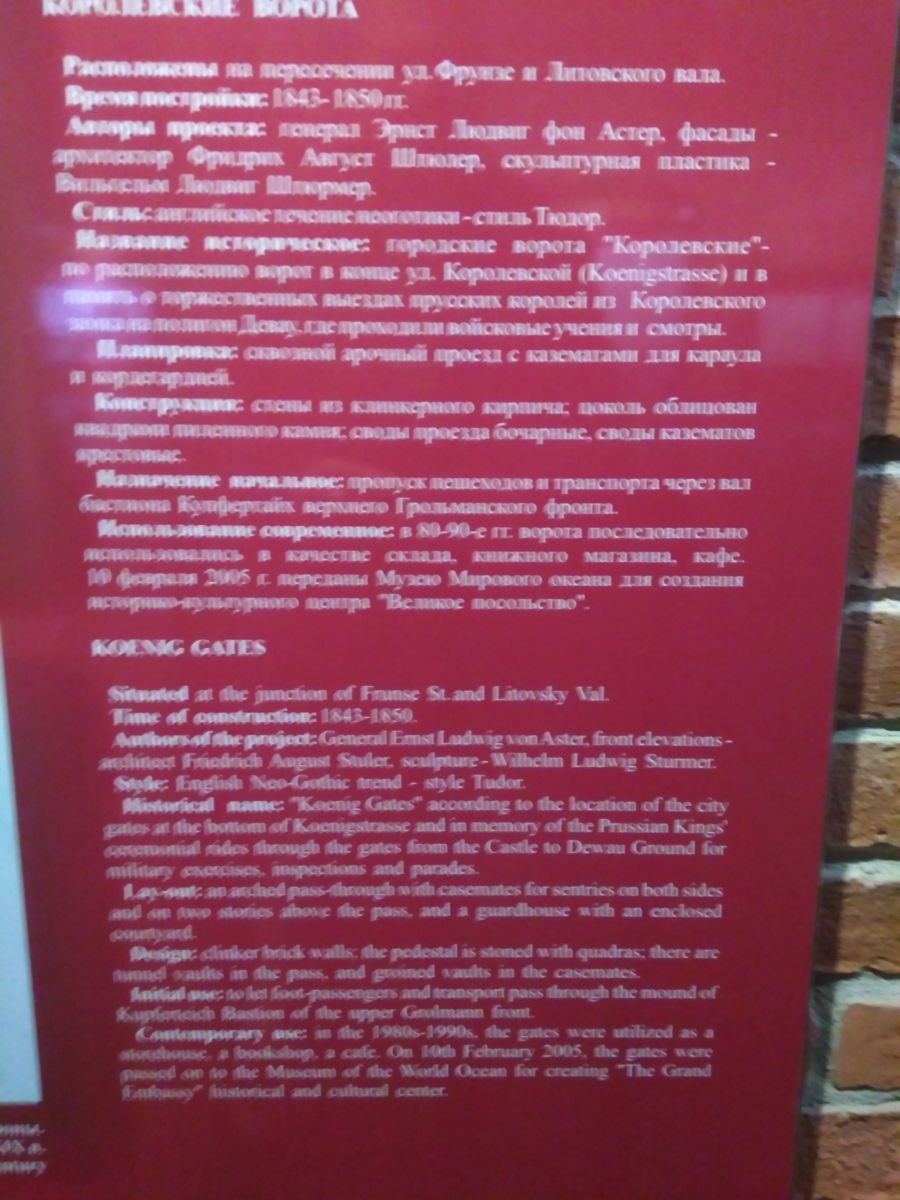 КОРОЛЕВСКИЕ ВОРОТА
Расположены на пересечении ул. Фрунзе и Литовского вала.
Время постройки: 1843- 1850 гг.
Авторы проекта: генерал Эрнст Людвиг фон Астер, фасады -
архитектор Фридрих Август Штюлер, скульптурная пластика -
Вильгельм Людвиг Штюрмер.
Стиль: английское течение неоготики - стиль Тюдор.
Название историческое: городские ворота "Королевские"-
по расположению ворот в конце ул. Королевской (Koenigstrasse) и в
память о торжественных выездах прусских королей из Королевского
замка на полигон Девау, где проходили войсковые учения и смотры.
Планировка: сквозной арочный проезд с казематами для караула
и кордегардией.
Конструкция: стены из клинкерного кирпича; цоколь облицован
квадрами пиленного камня; своды проезда бочарные, своды казематов
крестовые.
Назначение начальное: пропуск пешеходов и транспорта через вал
бастиона Купфертайх верхнего Грольманского фронта.
Использование современное: в 80-90-е гг. ворота последовательно
использовались в качестве склада, книжного магазина, кафе.
10 февраля 2005 г. переданы Музею Мирового океана для создания
историко-культурного центра "Великое посольство".
KOENIG GATES
Situated at the junction of Frunse St. and Litovsky Val.
Time of construction: 1843-1850.
Authors of the project: General Ernst Ludwig von Aster, front elevations -
architect Friedrich August Stuler, sculpture - Wilhelm Ludwig Sturmer.
Style: English Neo-Gothic trend - style Tudor.
Historical name: "Koenig Gates" according to the location of the city
gates at the bottom of Koenigstrasse and in memory of the Prussian Kings'
ceremonial rides through the gates from the Castle to Dewau Ground for
military exercises, inspections and parades.
Lay-out: an arched pass-through with casemates for sentries on both sides
and on two stories above the pass, and a guardhouse with an enclosed
courtyard.
Design: clinker brick walls; the pedestal is stoned with quadras; there are
tunnel vaults in the pass, and groined vaults in the casemates.
Initial use: to let foot-passengers and transport pass through the mound of
Kupferteich Bastion of the upper Grolmann front.
Contemporary use: in the 1980s-1990s, the gates were utilized as a
storehouse, a bookshop, a cafe. On 10th February 2005, the gates were
passed on to the Museum of the World Ocean for creating "The Grand
Embassy" historical and cultural center.